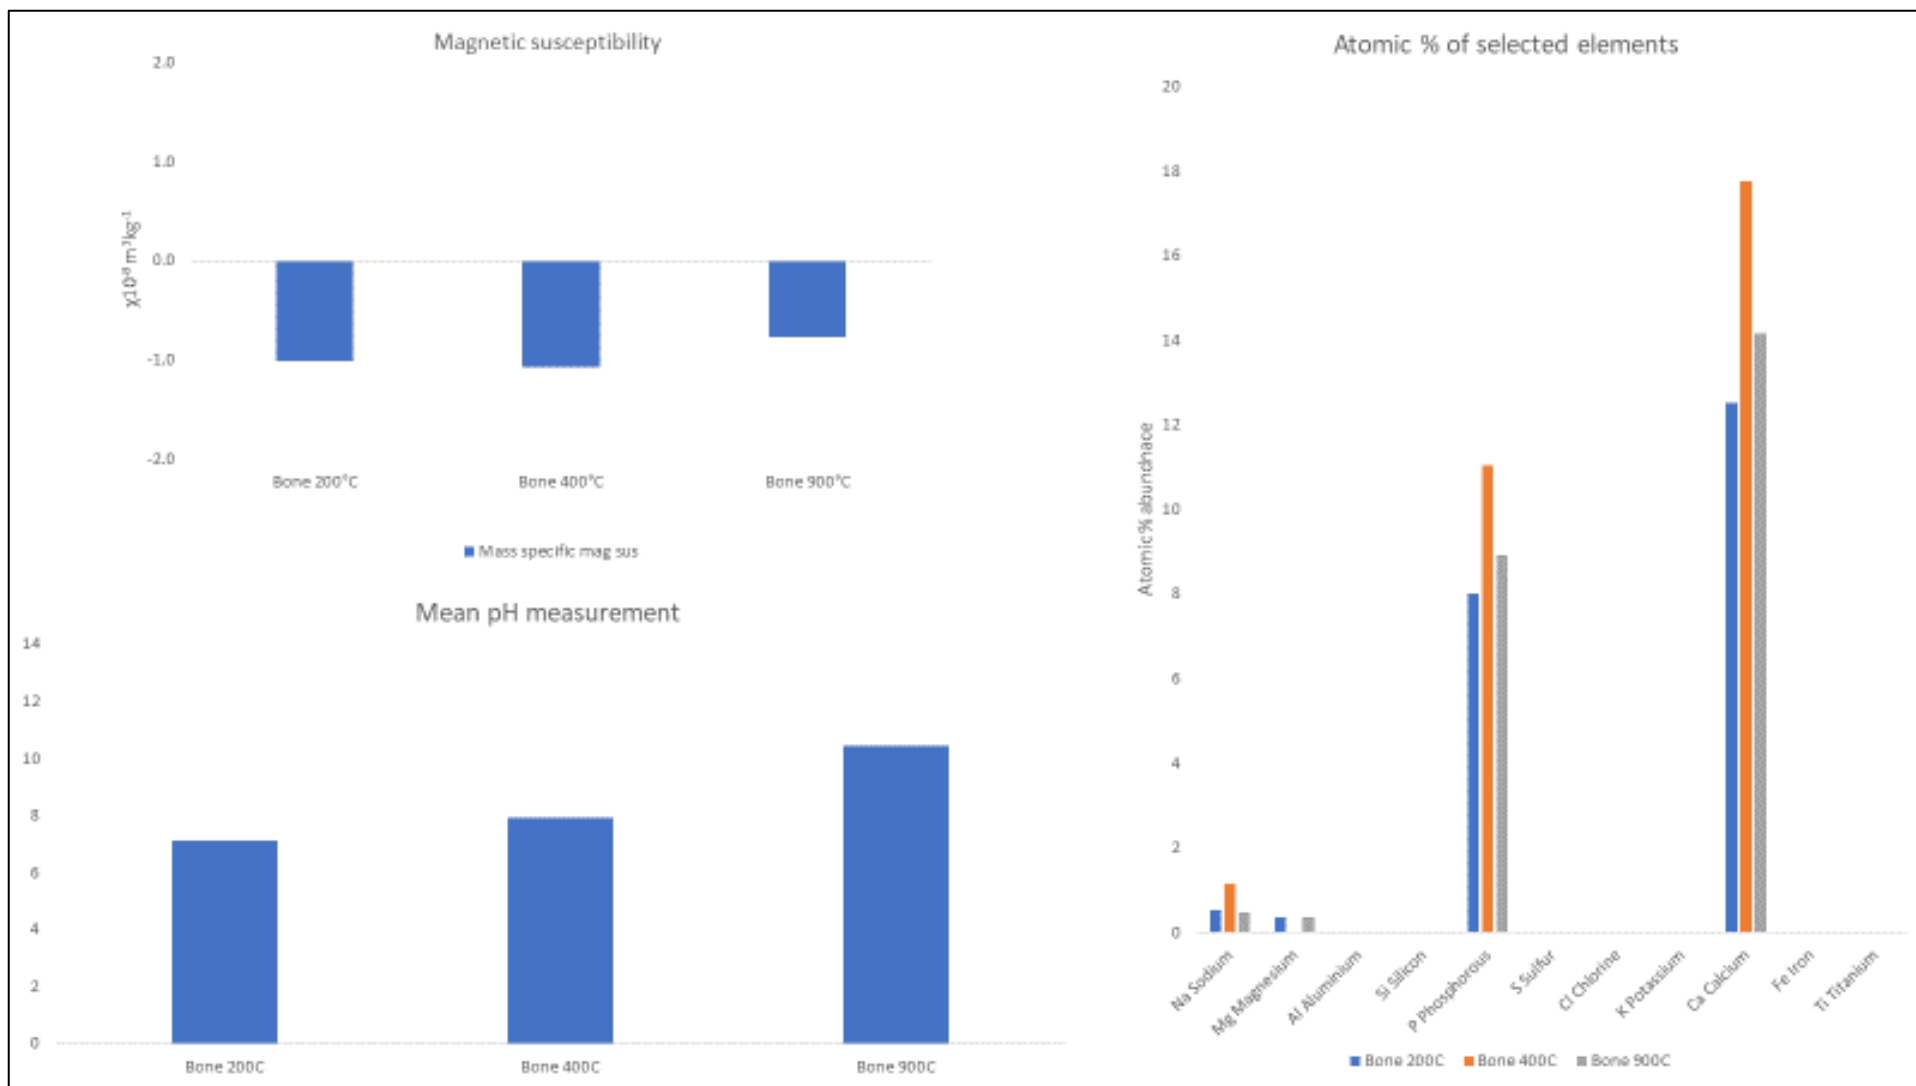 Magnetic susceptibility
2.0
1.0
0.0
-1.0
-2.0
χ10⁻⁸ m³kg⁻¹
Bone 200°C Bone 400°C Bone 900°C
Mass specific mag sus
Mean pH measurement
14
12
10
8
6
4
2
0
Bone 200C Bone 400C Bone 900C
Atomic % of selected elements
20
18
16
14
12
10
8
6
4
2
0
Atomic % abundnace
Na Sodium
Mg Magnesium
Al Aluminium
Si Silicon
P Phosphorous
S Sulfur
Cl Chlorine
K Potassium
Ca Calcium
Fe Iron
Ti Titanium
Bone 200C Bone 400C Bone 900C